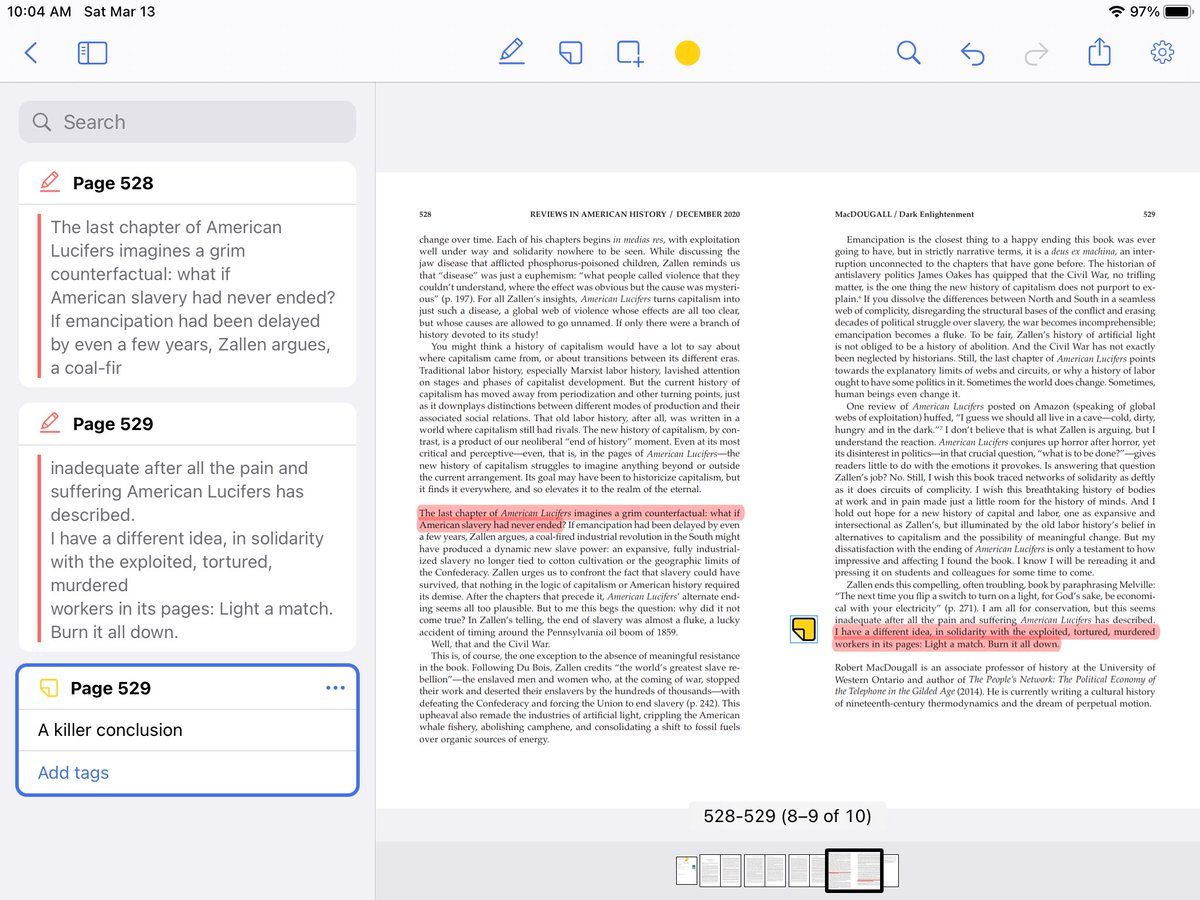 10:04 AM Sat Mar 13
97%
Search
Page 528
The last chapter of American
Lucifers imagines a grim
counterfactual: what if
American slavery had never ended?
If emancipation had been delayed
by even a few years, Zallen argues,
a coal-fir
Page 529
inadequate after all the pain and
suffering American Lucifers has
described.
I have a different idea, in solidarity
with the exploited, tortured,
murdered
workers in its pages: Light a match.
Burn it all down.
Page 529
A killer conclusion
Add tags
528 REVIEWS IN AMERICAN HISTORY / DECEMBER 2020
change over time. Each of his chapters begins in medias res, with exploitation
well under way and solidarity nowhere to be seen. While discussing the
jaw disease that afflicted phosphorus-poisoned children, Zallen reminds us
that “disease” was just a euphemism: “what people called violence that they
couldn’t understand, where the effect was obvious but the cause was mysteri-
ous” (p. 197). For all Zallen’s insights, American Lucifers turns capitalism into
just such a disease, a global web of violence whose effects are all too clear,
but whose causes are allowed to go unnamed. If only there were a branch of
history devoted to its study!
You might think a history of capitalism would have a lot to say about
where capitalism came from, or about transitions between its different eras.
Traditional labor history, especially Marxist labor history, lavished attention
on stages and phases of capitalist development. But the current history of
capitalism has moved away from periodization and other turning points, just
as it downplays distinctions between different modes of production and their
associated social relations. That old labor history, after all, was written in a
world where capitalism still had rivals. The new history of capitalism, by con-
trast, is a product of our neoliberal “end of history” moment. Even at its most
critical and perceptive—even, that is, in the pages of American Lucifers—the
new history of capitalism struggles to imagine anything beyond or outside
the current arrangement. Its goal may have been to historicize capitalism, but
it finds it everywhere, and so elevates it to the realm of the eternal.
The last chapter of American Lucifers imagines a grim counterfactual: what if
American slavery had never ended? If emancipation had been delayed by even
a few years, Zallen argues, a coal-fired industrial revolution in the South might
have produced a dynamic new slave power: an expansive, fully industrial-
ized slavery no longer tied to cotton cultivation or the geographic limits of
the Confederacy. Zallen urges us to confront the fact that slavery could have
survived, that nothing in the logic of capitalism or American history required
its demise. After the chapters that precede it, American Lucifers’ alternate end-
ing seems all too plausible. But to me this begs the question: why did it not
come true? In Zallen’s telling, the end of slavery was almost a fluke, a lucky
accident of timing around the Pennsylvania oil boom of 1859.
Well, that and the Civil War.
This is, of course, the one exception to the absence of meaningful resistance
in the book. Following Du Bois, Zallen credits “the world’s greatest slave re-
bellion”—the enslaved men and women who, at the coming of war, stopped
their work and deserted their enslavers by the hundreds of thousands—with
defeating the Confederacy and forcing the Union to end slavery (p. 242). This
upheaval also remade the industries of artificial light, crippling the American
whale fishery, abolishing camphene, and consolidating a shift to fossil fuels
over organic sources of energy.
MacDOUGALL / Dark Enlightenment 529
Emancipation is the closest thing to a happy ending this book was ever
going to have, but in strictly narrative terms, it is a deus ex machina, an inter-
ruption unconnected to the chapters that have gone before. The historian of
antislavery politics James Oakes has quipped that the Civil War, no trifling
matter, is the one thing the new history of capitalism does not purport to ex-
plain.⁶ If you dissolve the differences between North and South in a seamless
web of complicity, disregarding the structural bases of the conflict and erasing
decades of political struggle over slavery, the war becomes incomprehensible;
emancipation becomes a fluke. To be fair, Zallen’s history of artificial light
is not obliged to be a history of abolition. And the Civil War has not exactly
been neglected by historians. Still, the last chapter of American Lucifers points
towards the explanatory limits of webs and circuits, or why a history of labor
ought to have some politics in it. Sometimes the world does change. Sometimes,
human beings even change it.
One review of American Lucifers posted on Amazon (speaking of global
webs of exploitation) huffed, “I guess we should all live in a cave—cold, dirty,
hungry and in the dark.”⁷ I don’t believe that is what Zallen is arguing, but I
understand the reaction. American Lucifers conjures up horror after horror, yet
its disinterest in politics—in that crucial question, “what is to be done?”—gives
readers little to do with the emotions it provokes. Is answering that question
Zallen’s job? No. Still, I wish this book traced networks of solidarity as deftly
as it does circuits of complicity. I wish this breathtaking history of bodies
at work and in pain made just a little room for the history of minds. And I
hold out hope for a new history of capital and labor, one as expansive and
intersectional as Zallen’s, but illuminated by the old labor history’s belief in
alternatives to capitalism and the possibility of meaningful change. But my
dissatisfaction with the ending of American Lucifers is only a testament to how
impressive and affecting I found the book. I know I will be rereading it and
pressing it on students and colleagues for some time to come.
Zallen ends this compelling, often troubling, book by paraphrasing Melville:
“The next time you flip a switch to turn on a light, for God’s sake, be economi-
cal with your electricity” (p. 271). I am all for conservation, but this seems
inadequate after all the pain and suffering American Lucifers has described.
I have a different idea, in solidarity with the exploited, tortured, murdered
workers in its pages: Light a match. Burn it all down.
Robert MacDougall is an associate professor of history at the University of
Western Ontario and author of The People’s Network: The Political Economy of
the Telephone in the Gilded Age (2014). He is currently writing a cultural history
of nineteenth-century thermodynamics and the dream of perpetual motion.
528-529 (8–9 of 10)